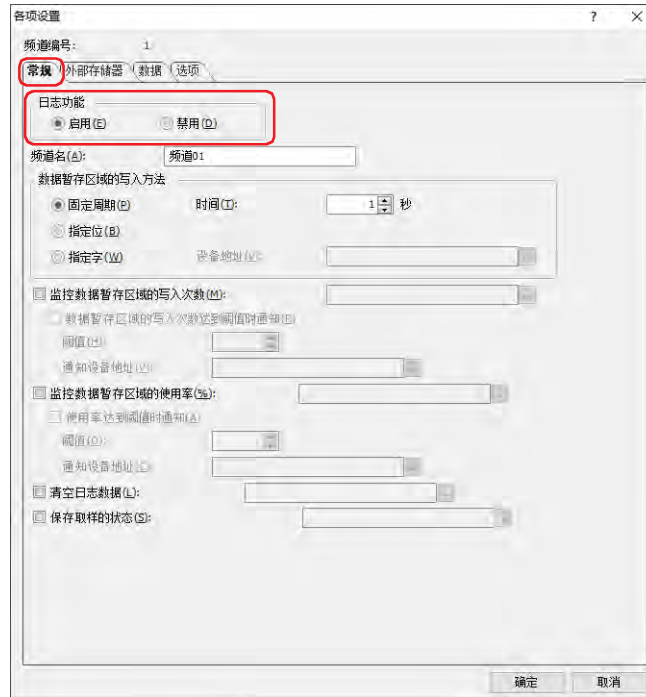 各项设置 ? ×
频道编号: 1
常规 外部存储器 数据 选项
日志功能
启用(E) 禁用(D)
频道名(A): 频道01
数据暂存区域的写入方法
固定周期(P) 时间(T): 1 秒
指定位(B)
指定字(W) 设备地址(V):
监控数据暂存区域的写入次数(M):
数据暂存区域的写入次数达到阈值时通知(R)
阈值(H):
通知设备地址(Y):
监控数据暂存区域的使用率(%):
使用率达到阈值时通知(A)
阈值(O):
通知设备地址(C)
清空日志数据(L):
保存取样的状态(S):
确定 取消